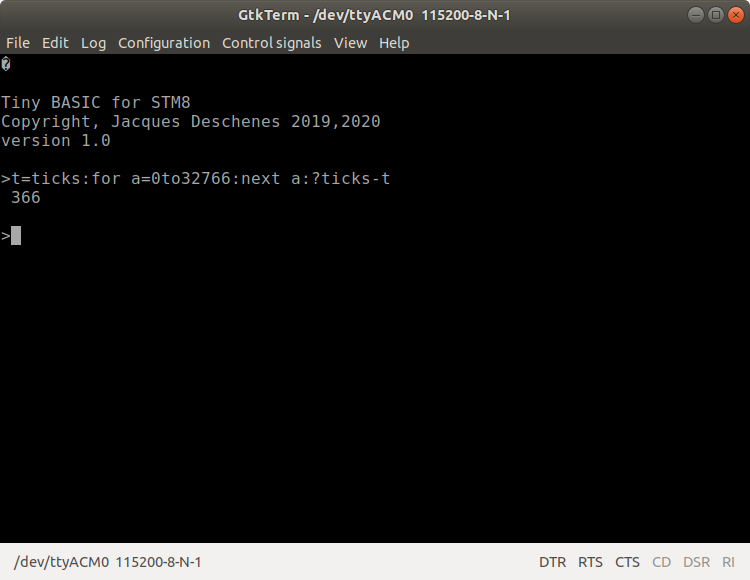 GtkTerm - /dev/ttyACM0 115200-8-N-1
File Edit Log Configuration Control signals View Help
�
Tiny BASIC for STM8
Copyright, Jacques Deschenes 2019,2020
version 1.0
>t=ticks:for a=0to32766:next a:?ticks-t
366
>
/dev/ttyACM0 115200-8-N-1 DTR RTS CTS CD DSR RI